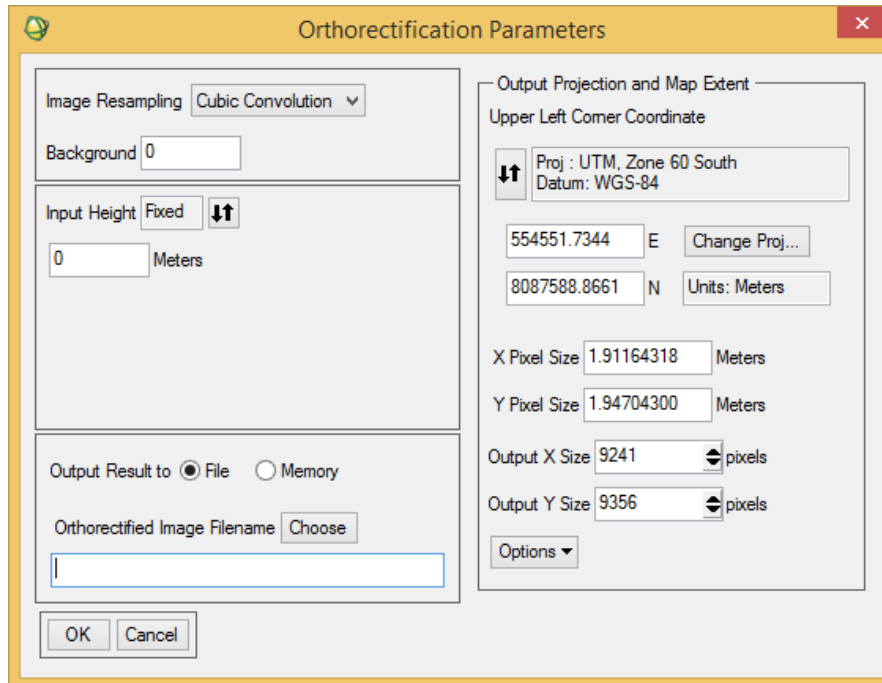 Orthorectification Parameters
Image Resampling Cubic Convolution
Background 0
Input Height Fixed
0 Meters
Output Result to File Memory
Orthorectified Image Filename Choose
OK Cancel
Output Projection and Map Extent
Upper Left Corner Coordinate
Proj : UTM, Zone 60 South
Datum: WGS-84
554551.7344 E Change Proj...
8087588.8661 N Units: Meters
X Pixel Size 1.91164318 Meters
Y Pixel Size 1.94704300 Meters
Output X Size 9241 pixels
Output Y Size 9356 pixels
Options